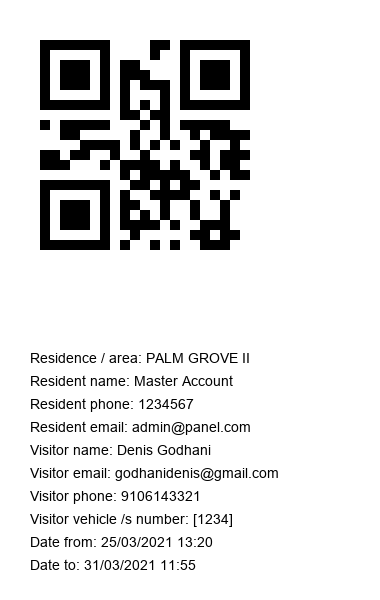 Residence / area: PALM GROVE II
Resident name: Master Account
Resident phone: 1234567
Resident email: admin@panel.com
Visitor name: Denis Godhani
Visitor email: godhanidenis@gmail.com
Visitor phone: 9106143321
Visitor vehicle /s number: [1234]
Date from: 25/03/2021 13:20
Date to: 31/03/2021 11:55